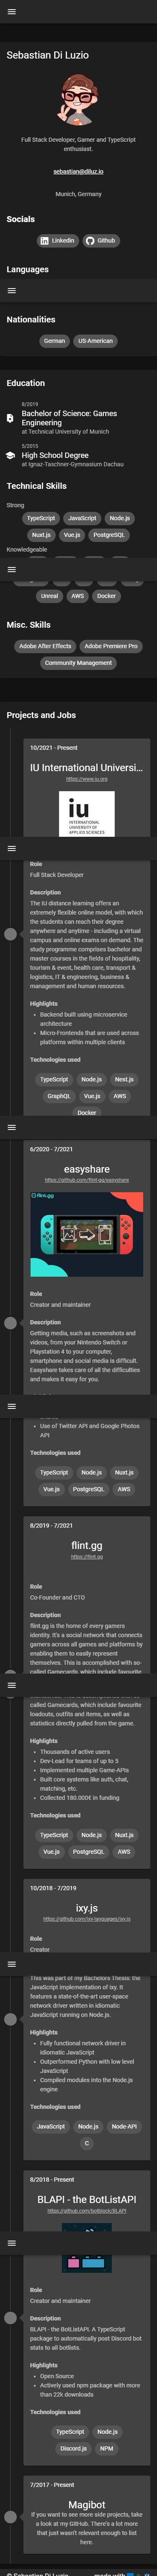 Sebastian Di Luzio
Full Stack Developer, Gamer and TypeScript
enthusiast.
sebastian@diluz.io
Munich, Germany
Socials
LinkedIn Github
Languages
Nationalities
German US-American
Education
8/2019
Bachelor of Science: Games
Engineering
at Technical University of Munich
5/2015
High School Degree
at Ignaz-Taschner-Gymnasium Dachau
Technical Skills
Strong
TypeScript JavaScript Node.js
Nuxt.js Vue.js PostgreSQL
Knowledgeable
Unreal AWS Docker
Misc. Skills
Adobe After Effects Adobe Premiere Pro
Community Management
Projects and Jobs
10/2021 - Present
IU International Universi...
https://www.iu.org
iu
INTERNATIONAL
UNIVERSITY OF
APPLIED SCIENCES
Role
Full Stack Developer
Description
The IU distance learning offers an
extremely flexible online model, with which
the students can reach their degree
anywhere and anytime - including a virtual
campus and online exams on demand. The
study program comprises bachelor and
master courses in the fields of hospitality,
tourism & event, health care, transport &
logistics, IT & engineering, business &
management and human resources.
Highlights
• Backend built using microservice
architecture
• Micro-Frontends that are used across
platforms within multiple clients
Technologies used
TypeScript Node.js Nest.js
GraphQL Vue.js AWS
Docker
6/2020 - 7/2021
easyshare
https://github.com/flint-gg/easyshare
flint.gg
Role
Creator and maintainer
Description
Getting media, such as screenshots and
videos, from your Nintendo Switch or
Playstation 4 to your computer,
smartphone and social media is difficult.
Easyshare takes care of all the difficulties
and makes it easy for you.
• Use of Twitter API and Google Photos
API
Technologies used
TypeScript Node.js Nuxt.js
Vue.js PostgreSQL AWS
8/2019 - 7/2021
flint.gg
https://flint.gg
Role
Co-Founder and CTO
Description
flint.gg is the home of every gamers
identity. It's a social network that connects
gamers across all games and platforms by
enabling them to easily represent
themselves. This is accomplished with so-
called Gamecards, which include favourite
called Gamecards, which include favourite
loadouts, outfits and items, as well as
statistics directly pulled from the game.
Highlights
• Thousands of active users
• Dev-Lead for teams of up to 5
• Implemented multiple Game-APIs
• Built core systems like auth, chat,
matching, etc.
• Collected 180.000€ in funding
Technologies used
TypeScript Node.js Nuxt.js
Vue.js PostgreSQL AWS
10/2018 - 7/2019
ixy.js
https://github.com/ixy-languages/ixy.js
Role
Creator
This was part of my Bachelors Thesis: the
JavaScript implementation of ixy. It
features a state-of-the-art user-space
network driver written in idiomatic
JavaScript running on Node.js.
Highlights
• Fully functional network driver in
idiomatic JavaScript
• Outperformed Python with low level
JavaScript
• Compiled modules into the Node.js
engine
Technologies used
JavaScript Node.js Node-API
C
8/2018 - Present
BLAPI - the BotListAPI
https://github.com/botblock/BLAPI
Role
Creator and maintainer
Description
BLAPI - the BotListAPI. A TypeScript
package to automatically post Discord bot
stats to all botlists.
Highlights
• Open Source
• Actively used npm package with more
than 22k downloads
Technologies used
TypeScript Node.js
Discord.js NPM
7/2017 - Present
Magibot
If you want to see more side projects, take
a look at my GitHub. There's a lot more
that just wasn't relevant enough to list
here.
© Sebastian Di Luzio made with